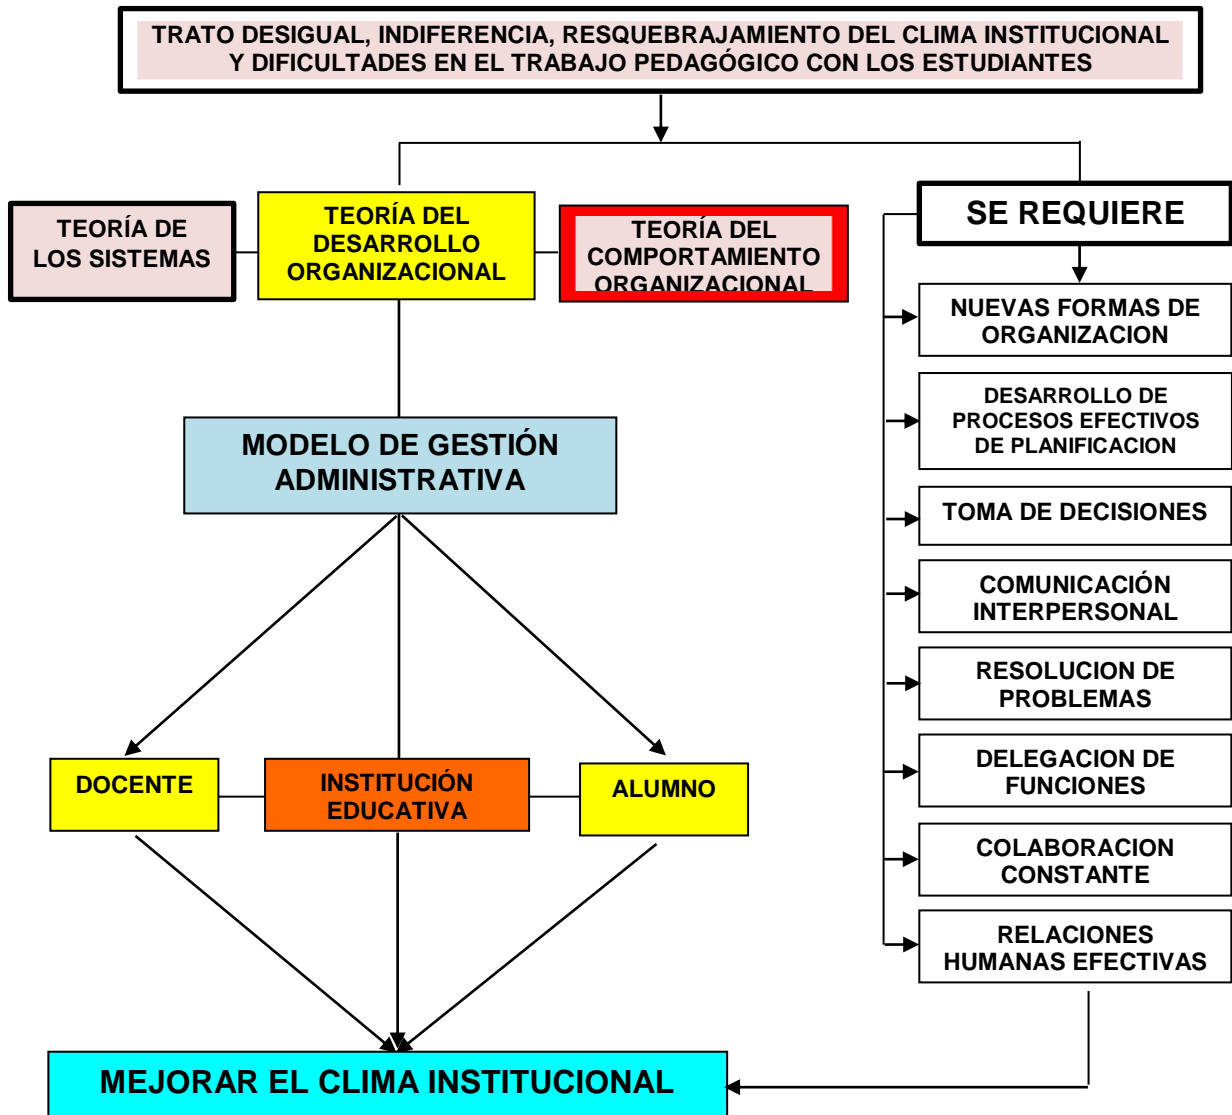 TRATO DESIGUAL, INDIFERENCIA, RESQUEBRAJAMIENTO DEL CLIMA INSTITUCIONAL
Y DIFICULTADES EN EL TRABAJO PEDAGÓGICO CON LOS ESTUDIANTES
TEORÍA DE
LOS SISTEMAS
TEORÍA DEL
DESARROLLO
ORGANIZACIONAL
TEORÍA DEL
COMPORTAMIENTO
ORGANIZACIONAL
SE REQUIERE
NUEVAS FORMAS DE
ORGANIZACION
DESARROLLO DE
PROCESOS EFECTIVOS
DE PLANIFICACION
TOMA DE DECISIONES
COMUNICACIÓN
INTERPERSONAL
RESOLUCION DE
PROBLEMAS
DELEGACION DE
FUNCIONES
COLABORACION
CONSTANTE
RELACIONES
HUMANAS EFECTIVAS
MODELO DE GESTIÓN
ADMINISTRATIVA
DOCENTE
INSTITUCIÓN
EDUCATIVA
ALUMNO
MEJORAR EL CLIMA INSTITUCIONAL